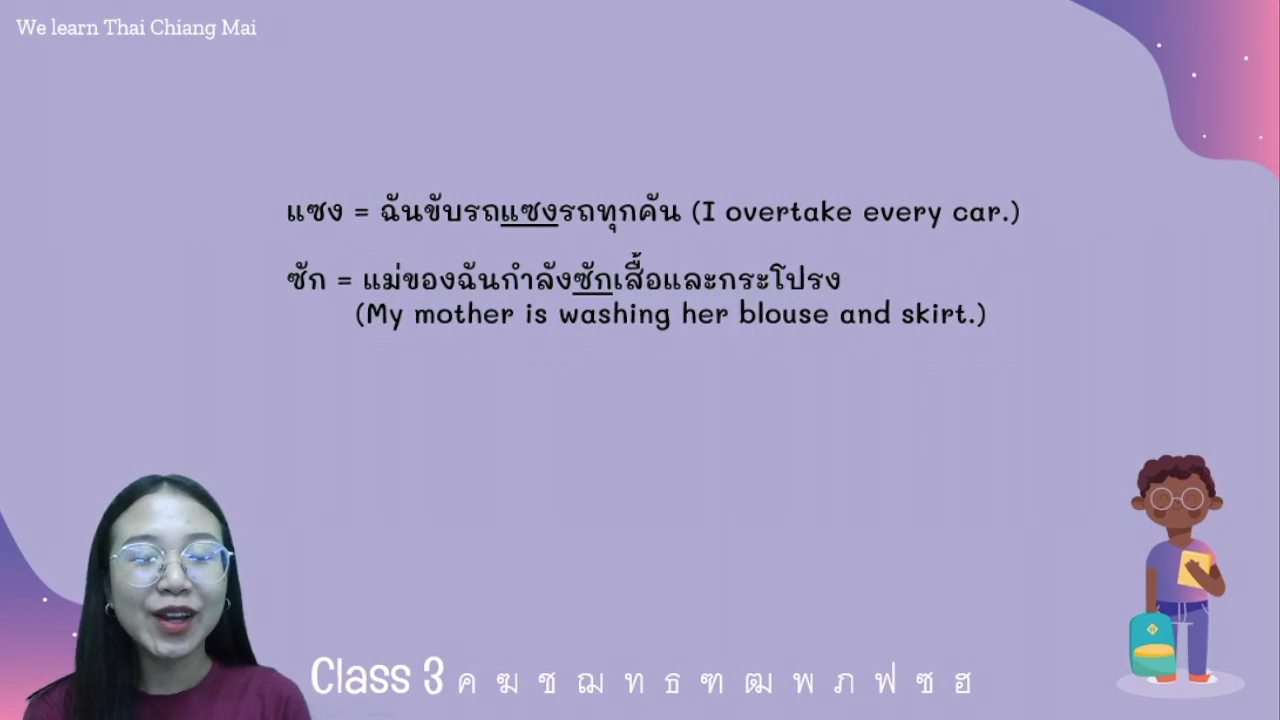 We learn Thai Chiang Mai
แซง = ฉันขับรถแซงรถทุกคัน (I overtake every car.)
ซัก = แม่ของฉันกำลังซักเสื้อและกระโปรง
(My mother is washing her blouse and skirt.)
Class 3 ค ฆ ช ฌ ท ธ ฑ ฒ พ ภ ฟ ซ ฮ